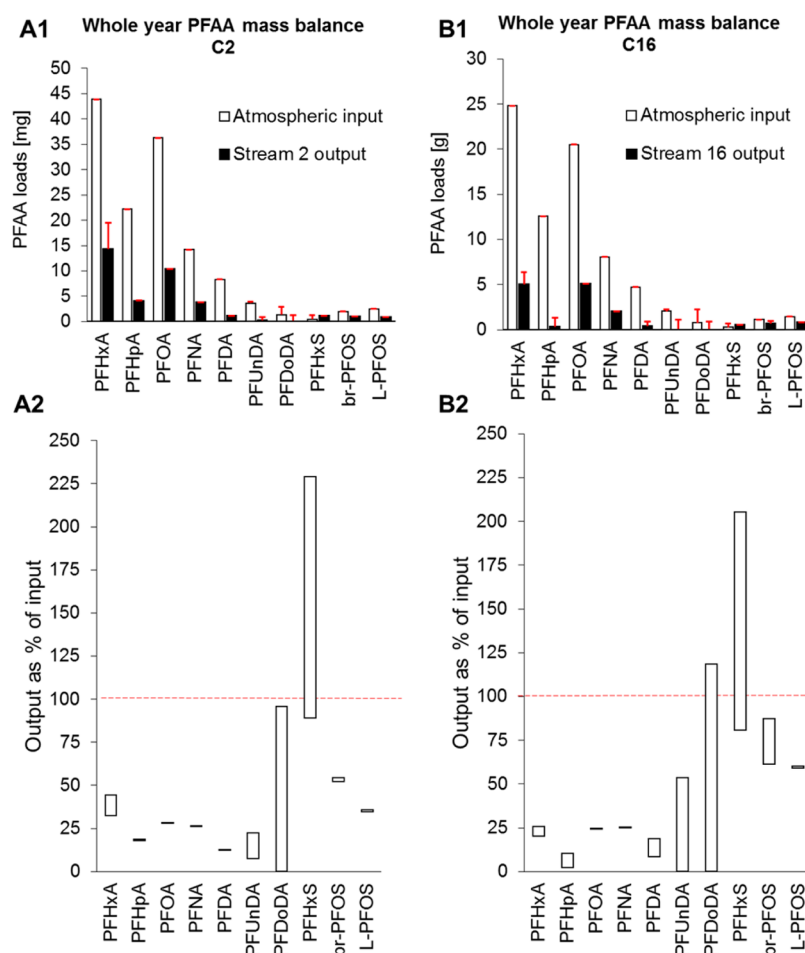 A1
Whole year PFAA mass balance
C2
50
45
40
35
30
25
20
15
10
5
0
PFAA loads [mg]
Atmospheric input
Stream 2 output
PFHxA
PFHpA
PFOA
PFNA
PFDA
PFUnDA
PFDoDA
PFHxS
br-PFOS
L-PFOS
B1
Whole year PFAA mass balance
C16
30
25
20
15
10
5
0
PFAA loads [g]
Atmospheric input
Stream 16 output
PFHxA
PFHpA
PFOA
PFNA
PFDA
PFUnDA
PFDoDA
PFHxS
br-PFOS
L-PFOS
A2
250
225
200
175
150
125
100
75
50
25
0
Output as % of input
PFHxA
PFHpA
PFOA
PFNA
PFDA
PFUnDA
PFDoDA
PFHxS
br-PFOS
L-PFOS
B2
250
225
200
175
150
125
100
75
50
25
0
Output as % of input
PFHxA
PFHpA
PFOA
PFNA
PFDA
PFUnDA
PFDoDA
PFHxS
br-PFOS
L-PFOS